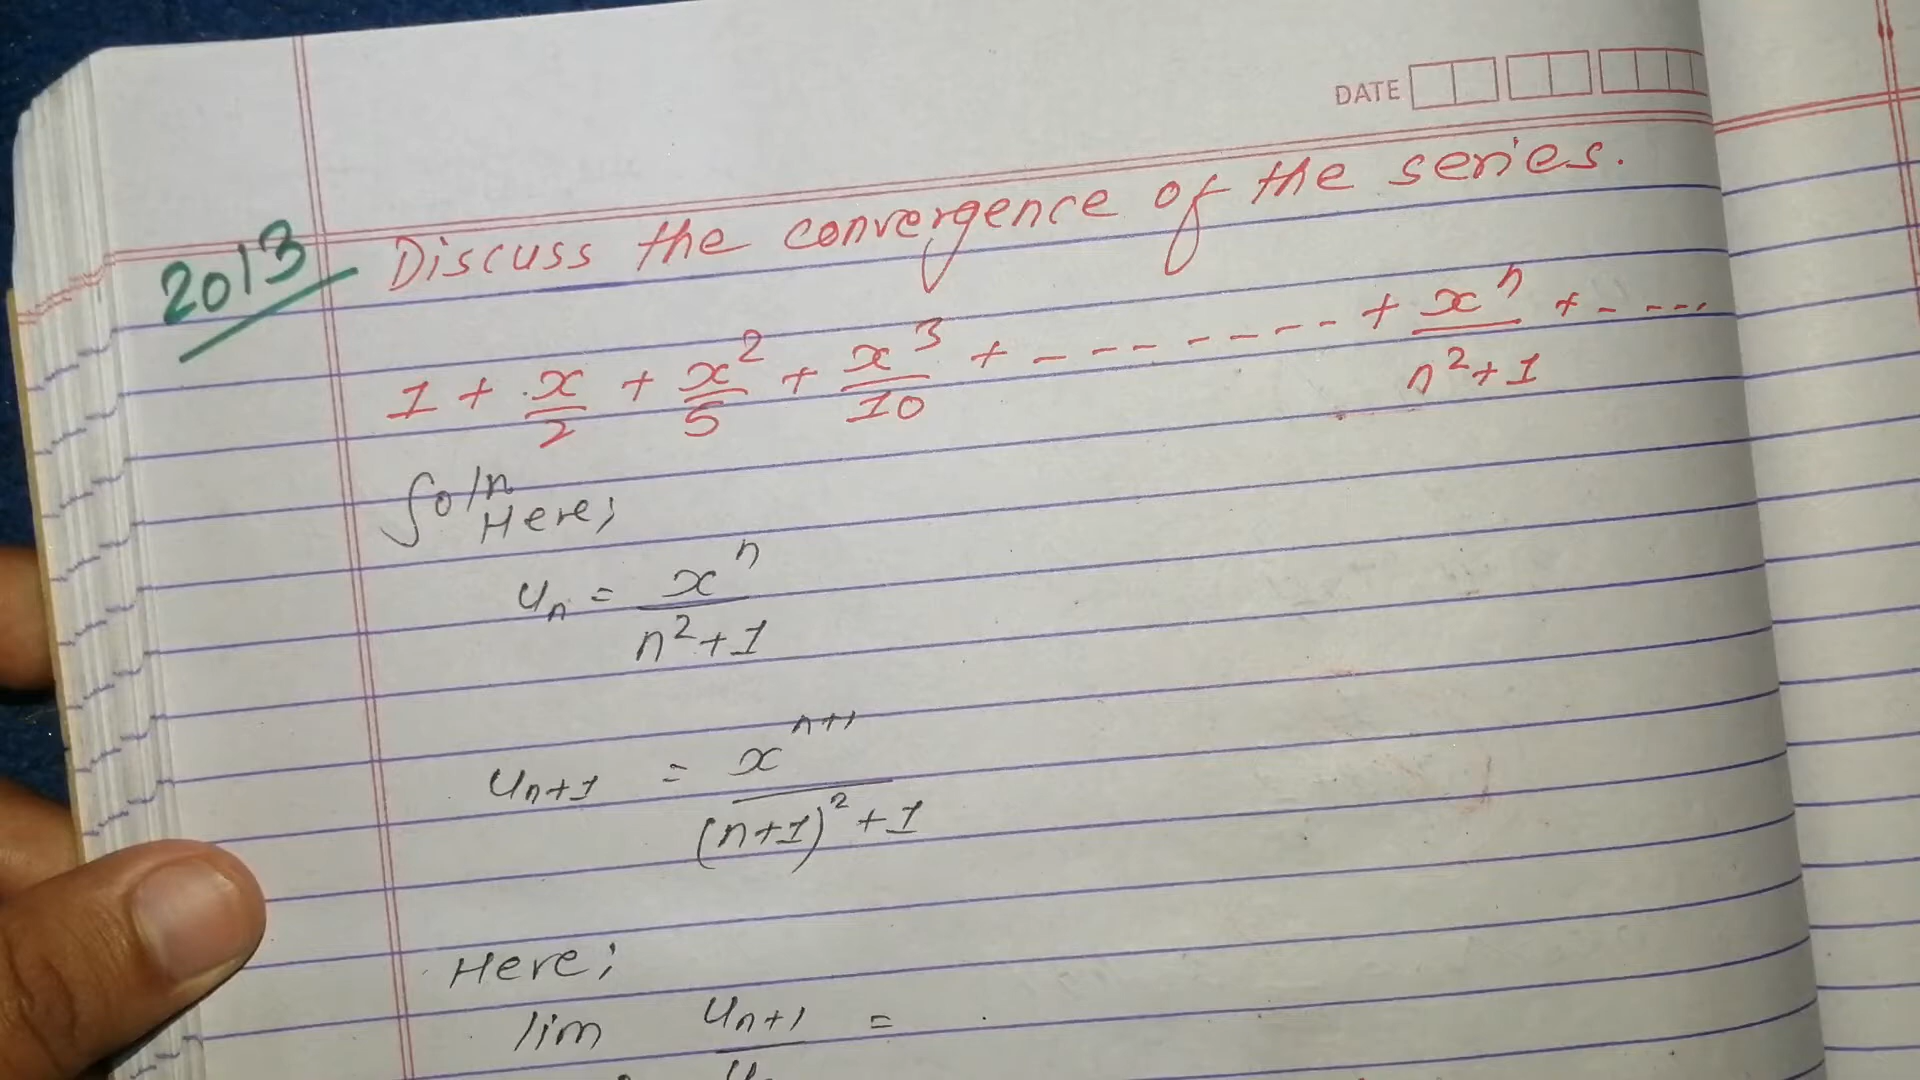 DATE
2013 Discuss the convergence of the series.
1 + x/2 + x²/5 + x³/10 + -------- + xⁿ/n²+1 + - ----
Soln
Here;
uₙ = xⁿ/n²+1
uₙ₊₁ = xⁿ⁺¹/(n+1)²+1
Here;
lim uₙ₊₁ =